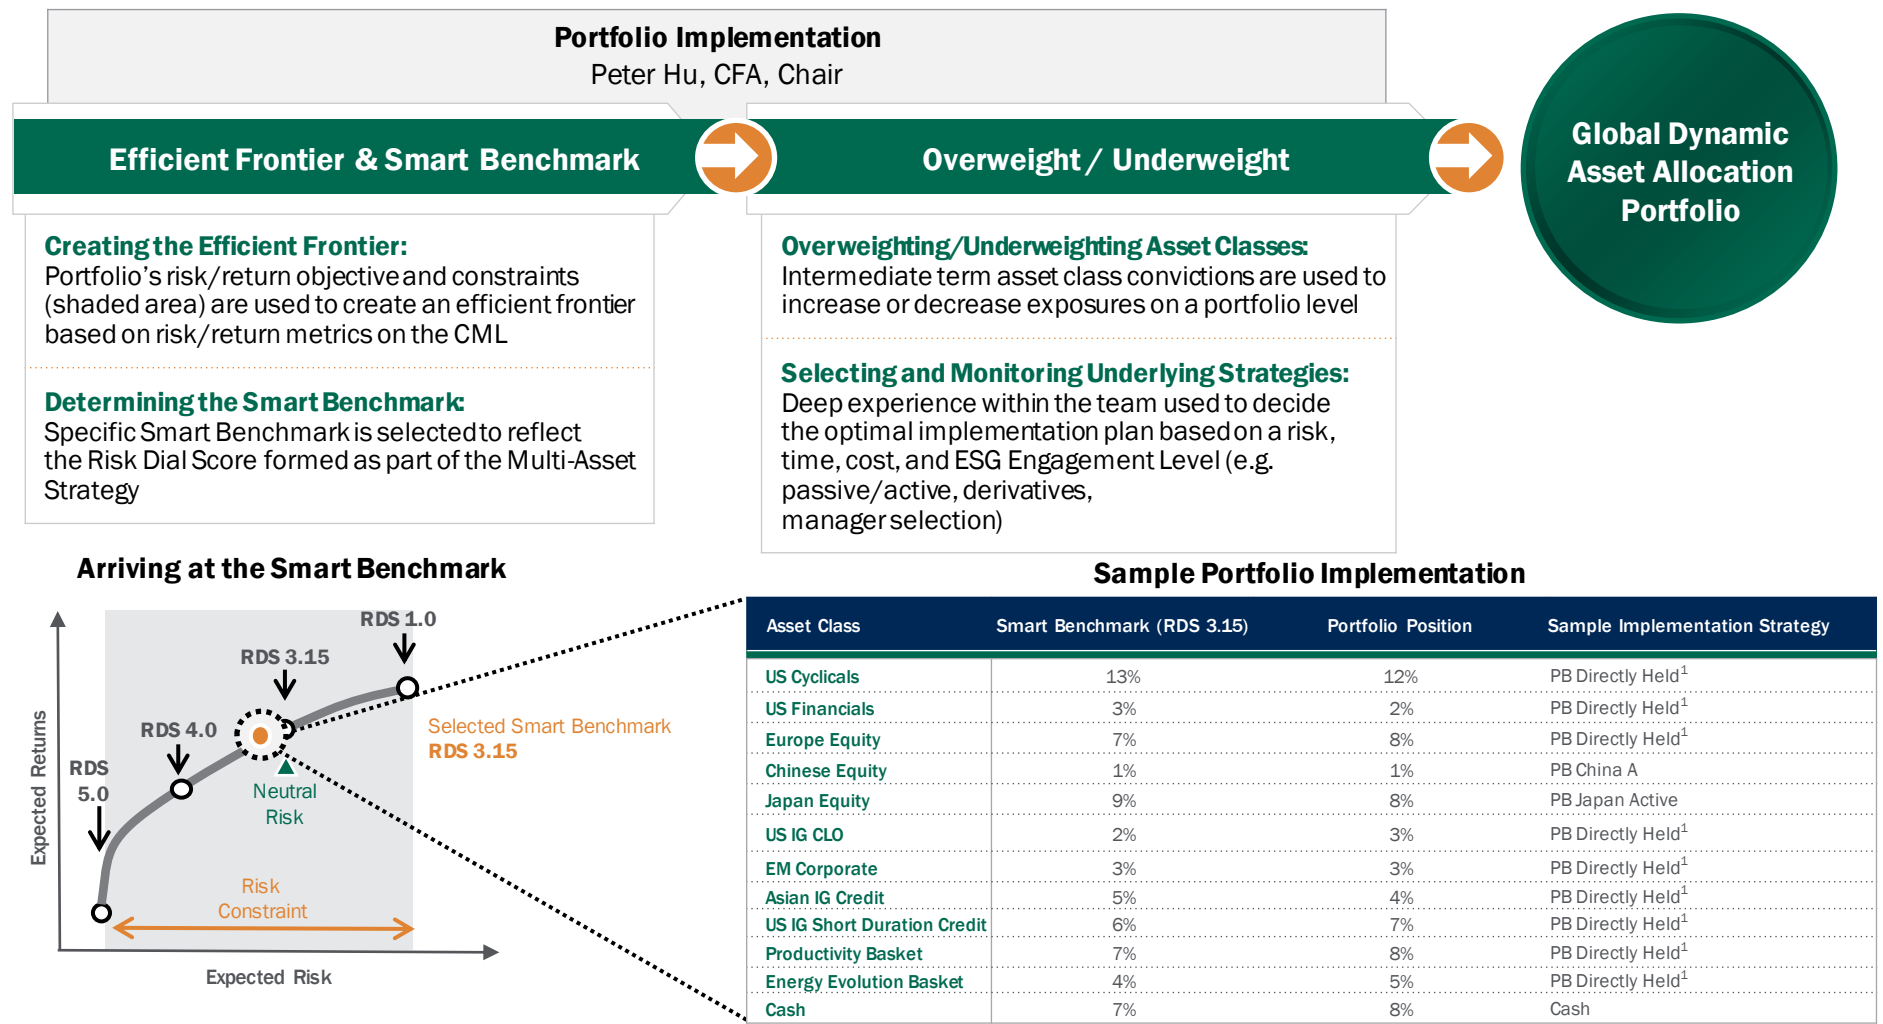 Portfolio Implementation
Peter Hu, CFA, Chair
Efficient Frontier & Smart Benchmark
Overweight / Underweight
Global Dynamic
Asset Allocation
Portfolio
Creating the Efficient Frontier:
Portfolio's risk/return objective and constraints
(shaded area) are used to create an efficient frontier
based on risk/return metrics on the CML
Determining the Smart Benchmark:
Specific Smart Benchmark is selected to reflect
the Risk Dial Score formed as part of the Multi-Asset
Strategy
Overweighting/Underweighting Asset Classes:
Intermediate term asset class convictions are used to
increase or decrease exposures on a portfolio level
Selecting and Monitoring Underlying Strategies:
Deep experience within the team used to decide
the optimal implementation plan based on a risk,
time, cost, and ESG Engagement Level (e.g.
passive/active, derivatives,
manager selection)
Arriving at the Smart Benchmark
RDS 1.0
RDS 3.15
RDS 4.0
RDS
5.0
Selected Smart Benchmark
RDS 3.15
Neutral
Risk
Risk
Constraint
Expected Returns
Expected Risk
Sample Portfolio Implementation
Asset Class Smart Benchmark (RDS 3.15) Portfolio Position Sample Implementation Strategy
US Cyclicals 13% 12% PB Directly Held¹
US Financials 3% 2% PB Directly Held¹
Europe Equity 7% 8% PB Directly Held¹
Chinese Equity 1% 1% PB China A
Japan Equity 9% 8% PB Japan Active
US IG CLO 2% 3% PB Directly Held¹
EM Corporate 3% 3% PB Directly Held¹
Asian IG Credit 5% 4% PB Directly Held¹
US IG Short Duration Credit 6% 7% PB Directly Held¹
Productivity Basket 7% 8% PB Directly Held¹
Energy Evolution Basket 4% 5% PB Directly Held¹
Cash 7% 8% Cash